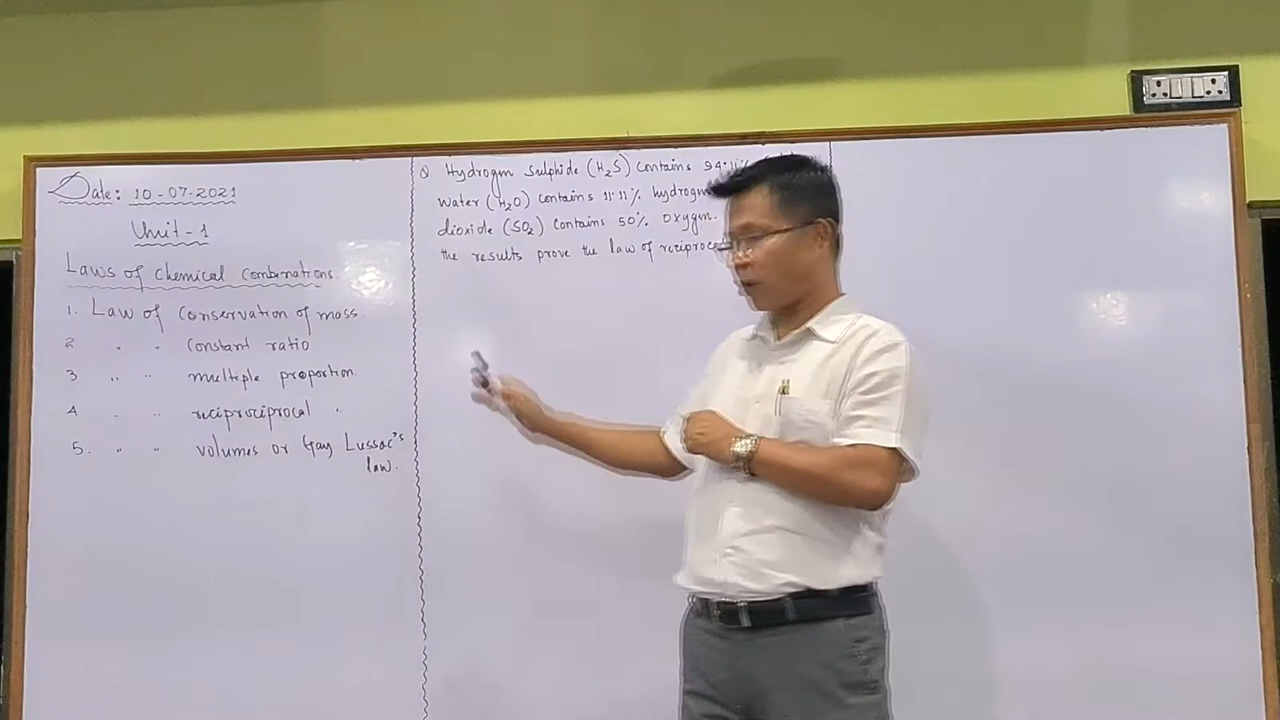 Date: 10-07-2021
Unit-1
Laws of Chemical Combinations.
1. Law of Conservation of mass.
2 " " Constant ratio
3 " " multiple proportion.
4 " " reciprociprocal "
5. " " volumes or Gay Lussac's
law.
Q Hydrogen Sulphide (H₂S) contains 94.11%
Water (H₂O) contains 11.11% hydrogen
dioxide (SO₂) contains 50% oxygen.
the results prove the law of